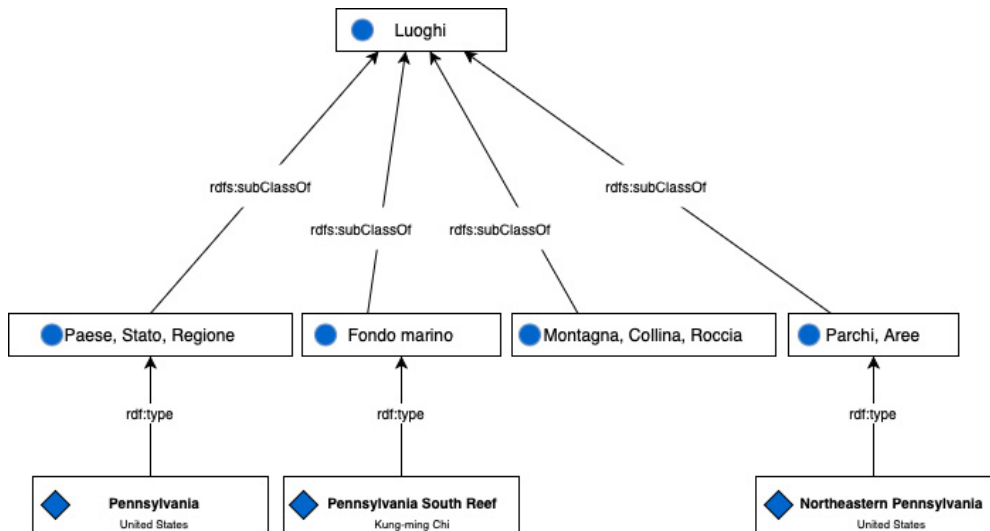 Luoghi
rdfs:subClassOf
rdfs:subClassOf
rdfs:subClassOf
rdfs:subClassOf
Paese, Stato, Regione
Fondo marino
Montagna, Collina, Roccia
Parchi, Aree
rdf:type
rdf:type
rdf:type
Pennsylvania
United States
Pennsylvania South Reef
Kung-ming Chi
Northeastern Pennsylvania
United States